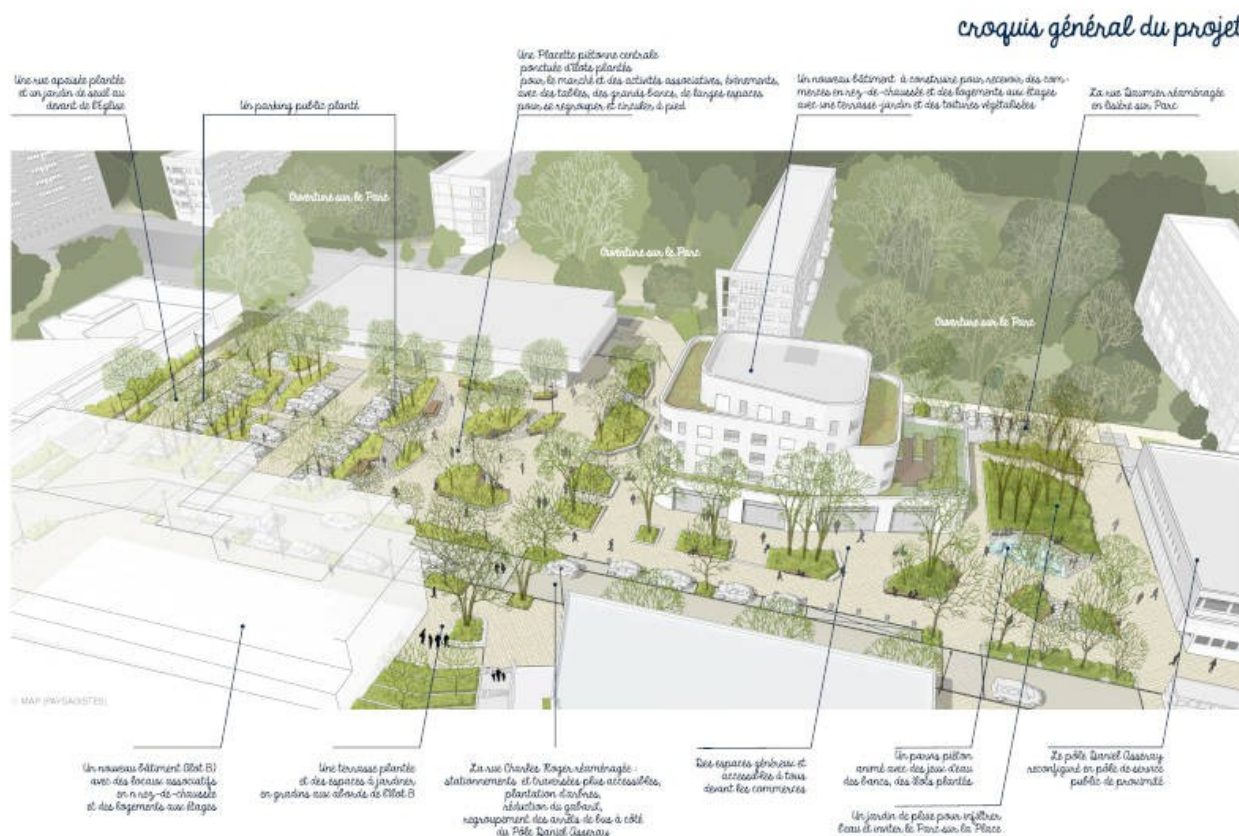 croquis général du projet
Une rue apaisée plantée
et un jardin de seuil au
devant de l'Eglise
Un parking public planté
Une Placette piétonne centrale
ponctuée d'îlots plantés
pour le marché et des activités associatives, évènements,
avec des tables, des grands bancs, de larges espaces
pour se regrouper et circuler à pied
Un nouveau bâtiment à construire pour recevoir des com-
merces en rez-de-chaussée et des logements aux étages
avec une terrasse-jardin et des toitures végétalisées
La rue Daumier réaménagée
en lisière sur Parc
Ouverture sur le Parc
Ouverture sur le Parc
Ouverture sur le Parc
© MAP (PAYSAGISTES)
Un nouveau bâtiment (îlot B)
avec des locaux associatifs
en n rez-de-chaussée
et des logements aux étages
Une terrasse plantée
et des espaces à jardiner
en gradins aux abords de l'îlot B
La rue Charles Roger réaménagée :
stationnements et traversées plus accessibles,
plantation d'arbres,
réduction du gabarit,
regroupement des arrêts de bus à côté
du Pôle Daniel Asseray
Des espaces généreux et
accessibles à tous
devant les commerces
Un parvis piéton
animé avec des jeux d'eau
des bancs, des îlots plantés
Un jardin de pluie pour infiltrer
l'eau et inviter le Parc sur la Place
Le pôle Daniel Asseray
reconfiguré en pôle de service
public de proximité